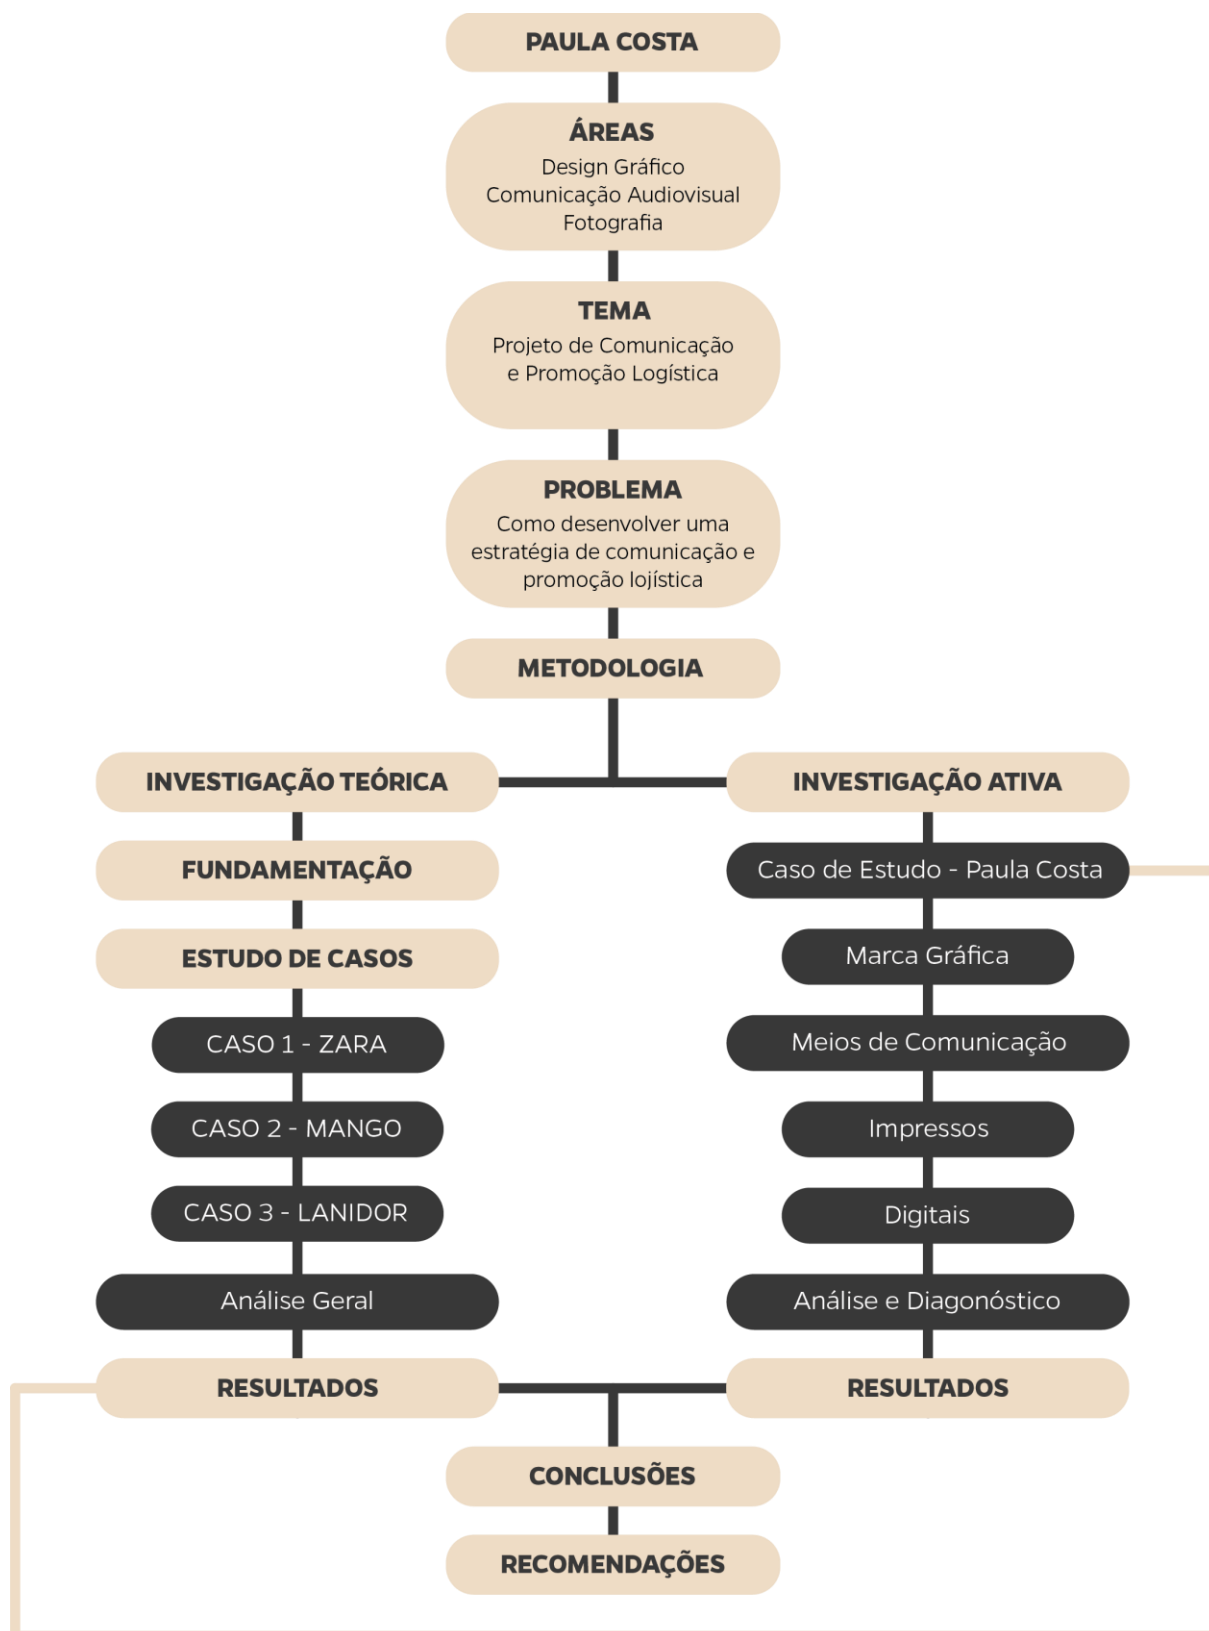 PAULA COSTA
ÁREAS
Design Gráfico
Comunicação Audiovisual
Fotografia
TEMA
Projeto de Comunicação
e Promoção Logística
PROBLEMA
Como desenvolver uma
estratégia de comunicação e
promoção lojística
METODOLOGIA
INVESTIGAÇÃO TEÓRICA
FUNDAMENTAÇÃO
ESTUDO DE CASOS
CASO 1 - ZARA
CASO 2 - MANGO
CASO 3 - LANIDOR
Análise Geral
RESULTADOS
INVESTIGAÇÃO ATIVA
Caso de Estudo - Paula Costa
Marca Gráfica
Meios de Comunicação
Impressos
Digitais
Análise e Diagonóstico
RESULTADOS
CONCLUSÕES
RECOMENDAÇÕES